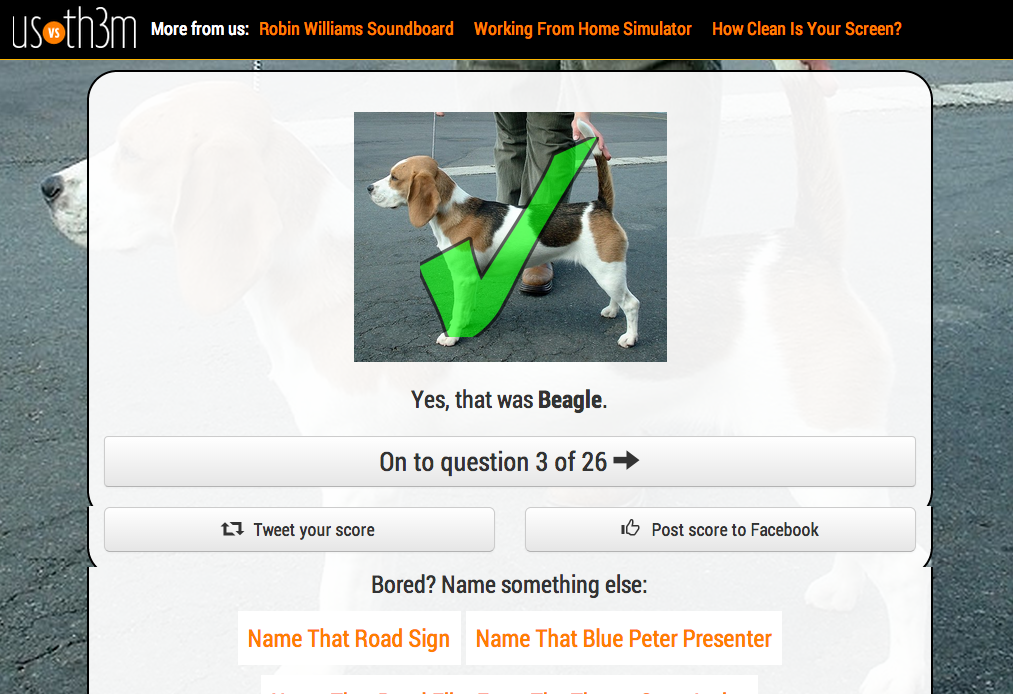 us vs th3m More from us: Robin Williams Soundboard Working From Home Simulator How Clean Is Your Screen?
Yes, that was Beagle.
On to question 3 of 26
Tweet your score Post score to Facebook
Bored? Name something else:
Name That Road Sign Name That Blue Peter Presenter